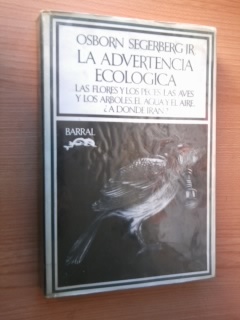 OSBORN SEGERBERG JR.
LA ADVERTENCIA
ECOLOGICA
LAS FLORES Y LOS PECES LAS AVES
Y LOS ARBOLES EL AGUA Y EL AIRE
¿A DONDE IRAN?
BARRAL